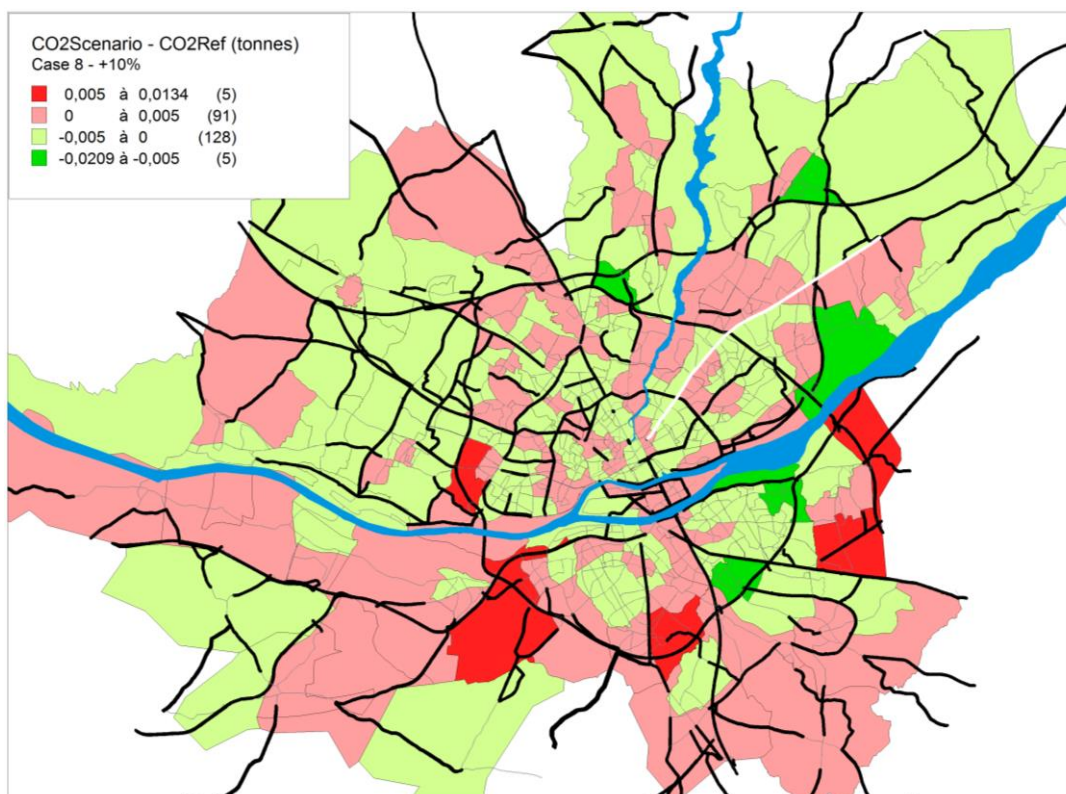 CO2Scenario - CO2Ref (tonnes)
Case 8 - +10%
0,005 à 0,0134 (5)
0 à 0,005 (91)
-0,005 à 0 (128)
-0,0209 à -0,005 (5)